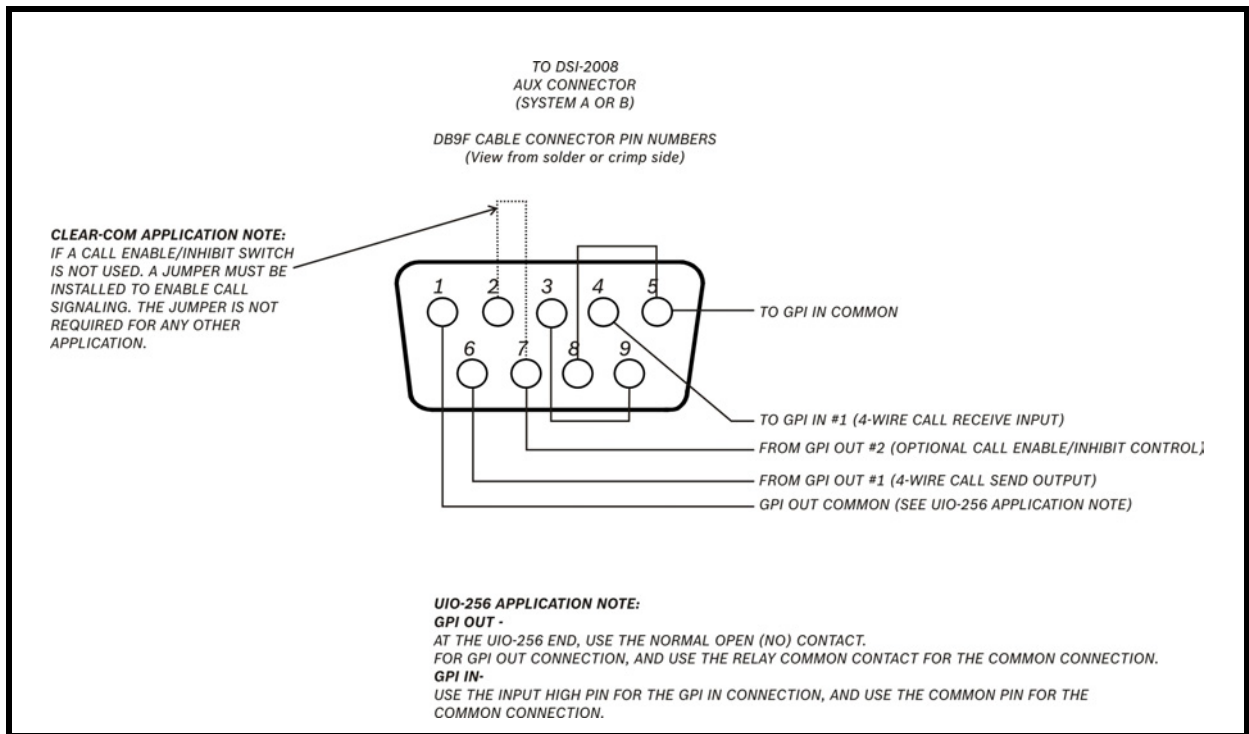 TO DSI-2008
AUX CONNECTOR
(SYSTEM A OR B)
DB9F CABLE CONNECTOR PIN NUMBERS
(View from solder or crimp side)
CLEAR-COM APPLICATION NOTE:
IF A CALL ENABLE/INHIBIT SWITCH
IS NOT USED. A JUMPER MUST BE
INSTALLED TO ENABLE CALL
SIGNALING. THE JUMPER IS NOT
REQUIRED FOR ANY OTHER
APPLICATION.
1 2 3 4 5
6 7 8 9
TO GPI IN COMMON
TO GPI IN #1 (4-WIRE CALL RECEIVE INPUT)
FROM GPI OUT #2 (OPTIONAL CALL ENABLE/INHIBIT CONTROL)
FROM GPI OUT #1 (4-WIRE CALL SEND OUTPUT)
GPI OUT COMMON (SEE UIO-256 APPLICATION NOTE)
UIO-256 APPLICATION NOTE:
GPI OUT -
AT THE UIO-256 END, USE THE NORMAL OPEN (NO) CONTACT.
FOR GPI OUT CONNECTION, AND USE THE RELAY COMMON CONTACT FOR THE COMMON CONNECTION.
GPI IN-
USE THE INPUT HIGH PIN FOR THE GPI IN CONNECTION, AND USE THE COMMON PIN FOR THE
COMMON CONNECTION.